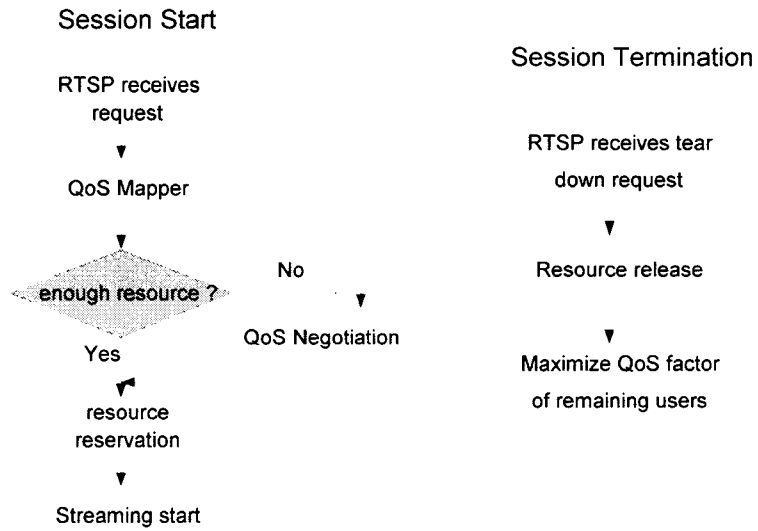 Session Start
RTSP receives
request
QoS Mapper
enough resource ?
No
QoS Negotiation
Yes
resource
reservation
Streaming start
Session Termination
RTSP receives tear
down request
Resource release
Maximize QoS factor
of remaining users